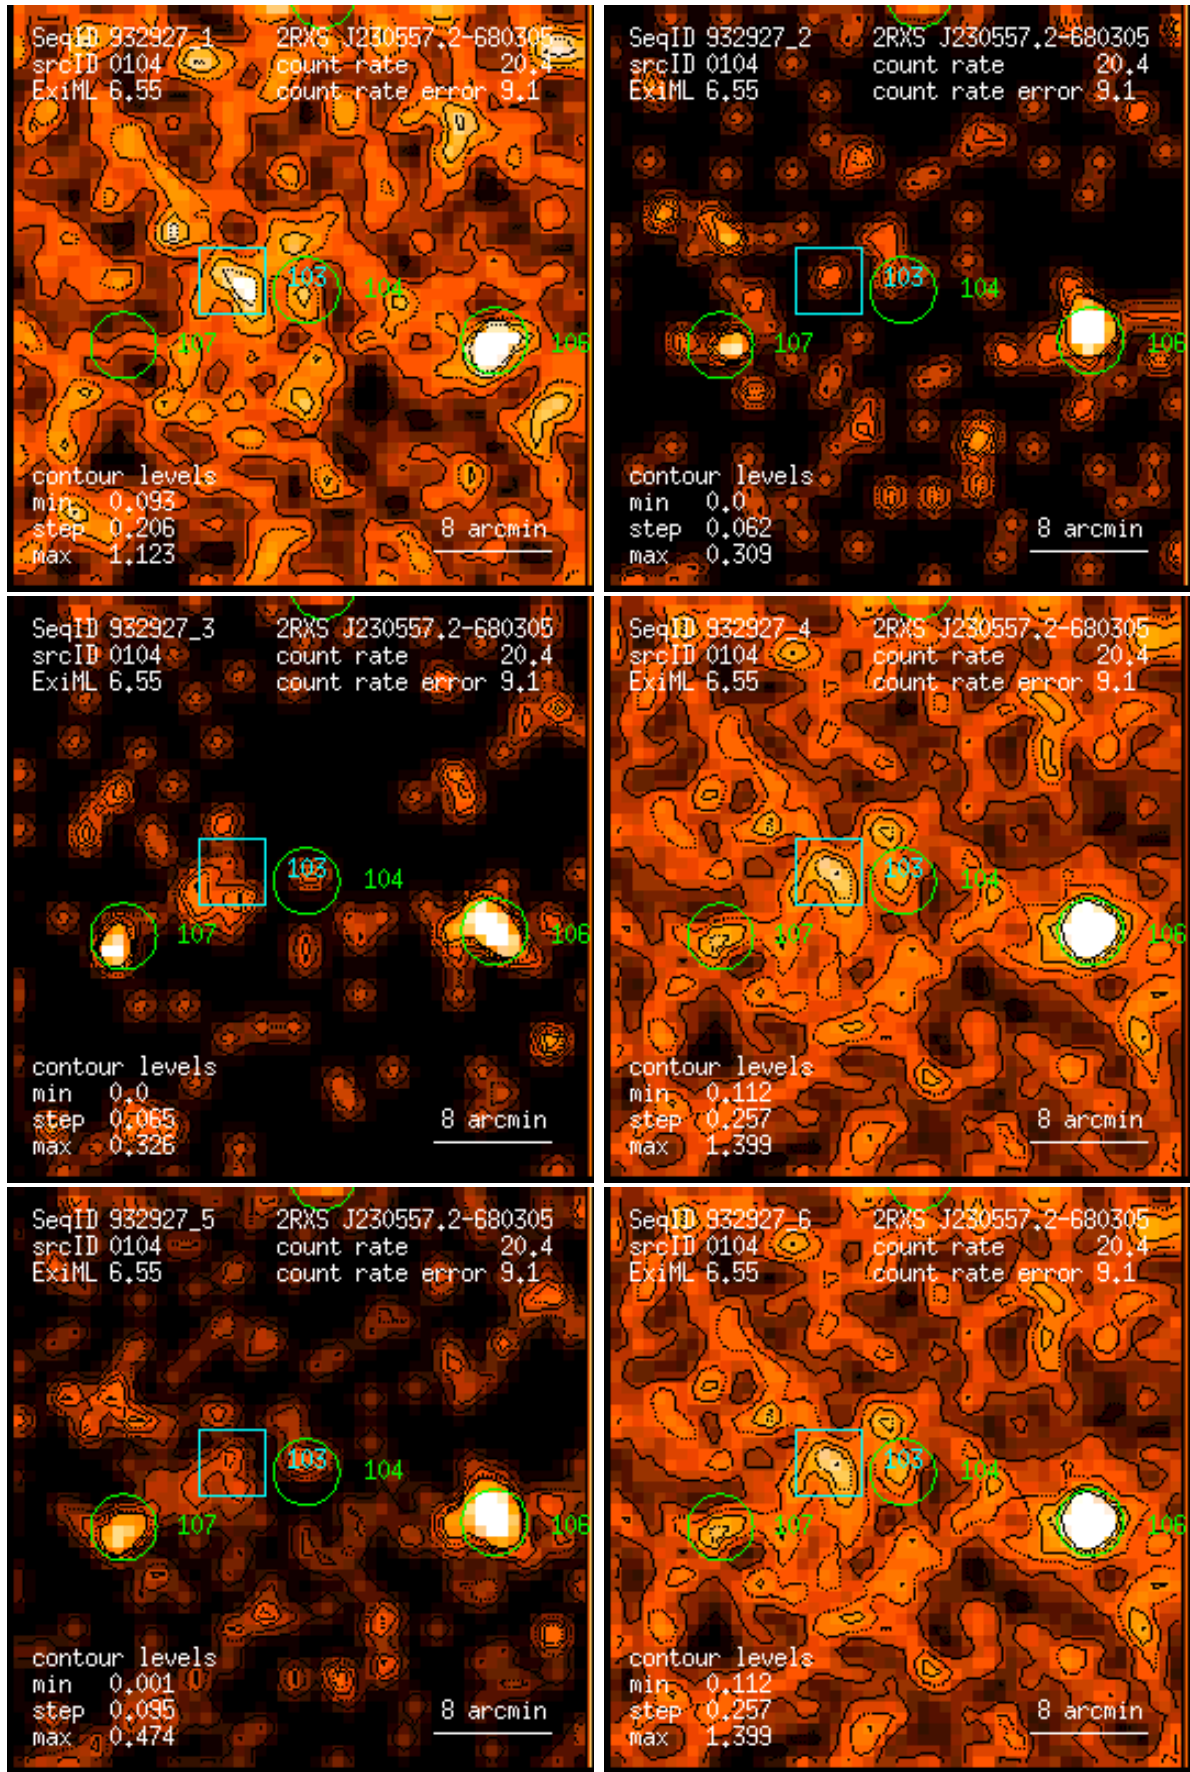 SeqID 932927_1 2RXS J230557.2-680305
srcID 0104 count rate 20.4
ExiML 6.55 count rate error 9.1
103
104
107
106
contour levels
min 0.093
step 0.206
max 1.123
8 arcmin
SeqID 932927_2 2RXS J230557.2-680305
srcID 0104 count rate 20.4
ExiML 6.55 count rate error 9.1
103
104
107
106
contour levels
min 0.0
step 0.062
max 0.309
8 arcmin
SeqID 932927_3 2RXS J230557.2-680305
srcID 0104 count rate 20.4
ExiML 6.55 count rate error 9.1
103
104
107
106
contour levels
min 0.0
step 0.065
max 0.326
8 arcmin
SeqID 932927_4 2RXS J230557.2-680305
srcID 0104 count rate 20.4
ExiML 6.55 count rate error 9.1
103
104
107
106
contour levels
min 0.112
step 0.257
max 1.399
8 arcmin
SeqID 932927_5 2RXS J230557.2-680305
srcID 0104 count rate 20.4
ExiML 6.55 count rate error 9.1
103
104
107
106
contour levels
min 0.001
step 0.095
max 0.474
8 arcmin
SeqID 932927_6 2RXS J230557.2-680305
srcID 0104 count rate 20.4
ExiML 6.55 count rate error 9.1
103
104
107
106
contour levels
min 0.112
step 0.257
max 1.399
8 arcmin